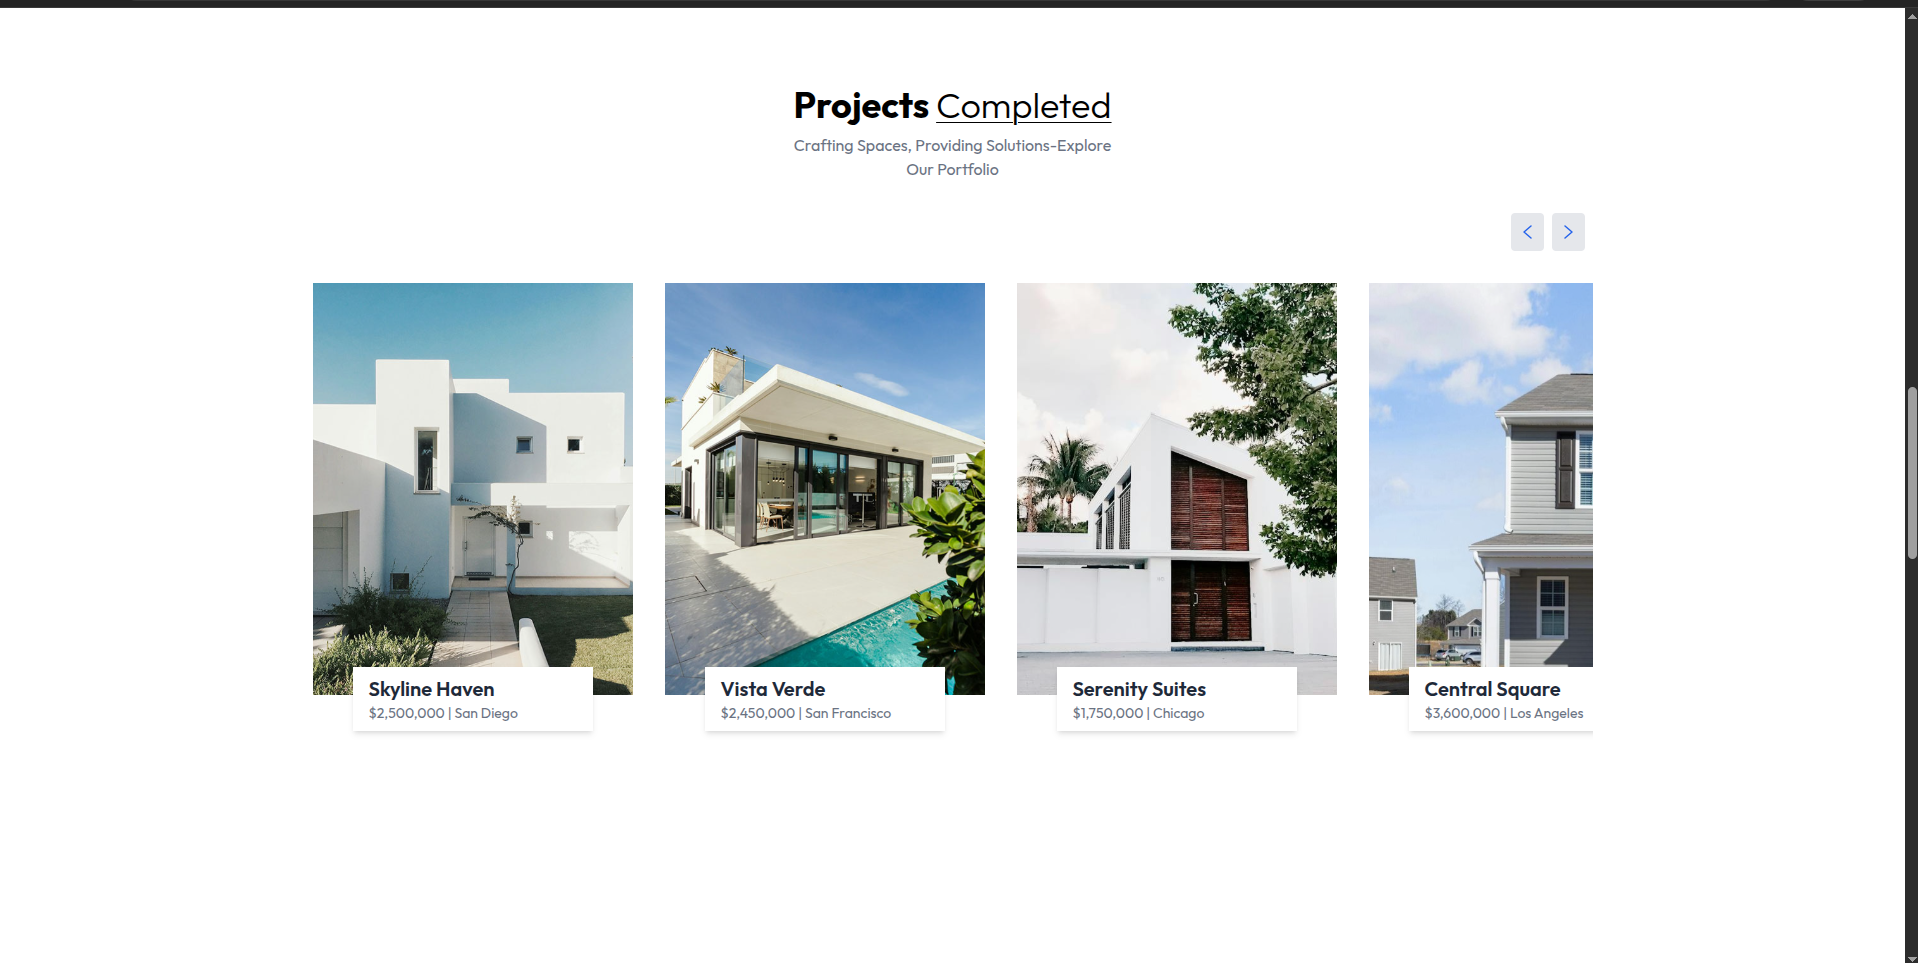 Projects Completed
Crafting Spaces, Providing Solutions-Explore
Our Portfolio
Skyline Haven
$2,500,000 | San Diego
Vista Verde
$2,450,000 | San Francisco
Serenity Suites
$1,750,000 | Chicago
Central Square
$3,600,000 | Los Angeles